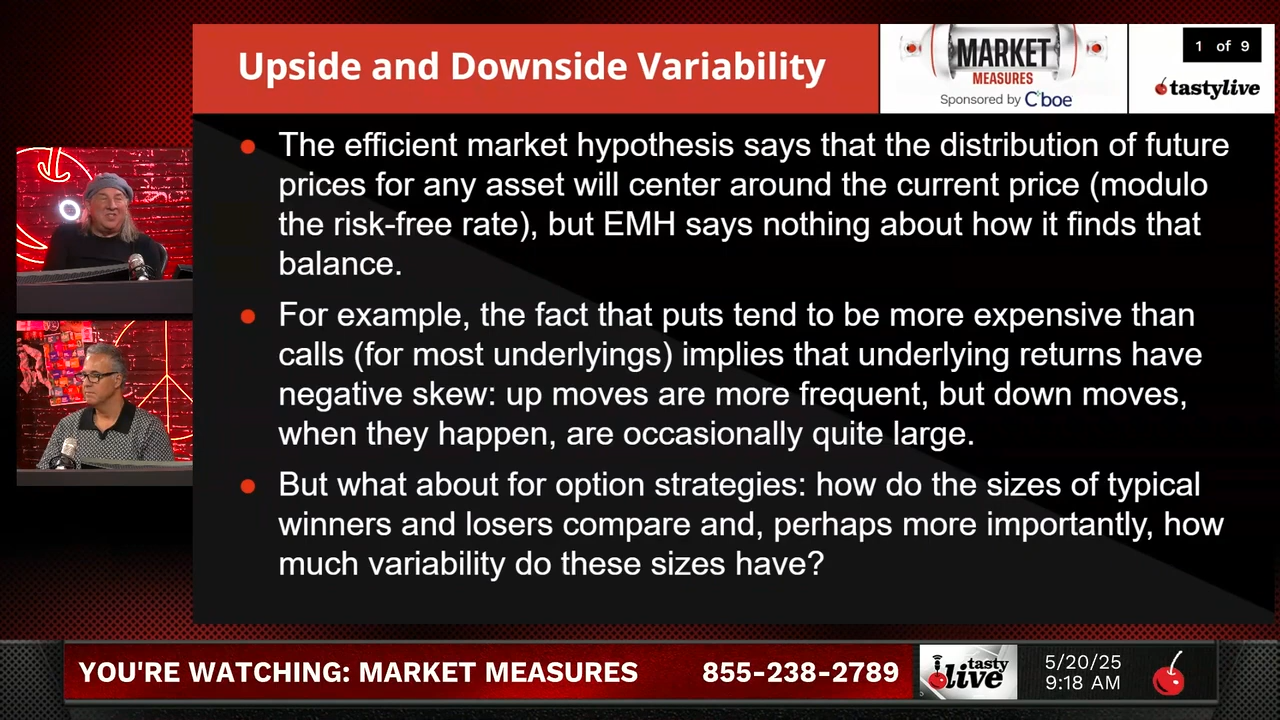 Upside and Downside Variability
MARKET
MEASURES
Sponsored by Cboe
1 of 9
tastylive
The efficient market hypothesis says that the distribution of future
prices for any asset will center around the current price (modulo
the risk-free rate), but EMH says nothing about how it finds that
balance.
For example, the fact that puts tend to be more expensive than
calls (for most underlyings) implies that underlying returns have
negative skew: up moves are more frequent, but down moves,
when they happen, are occasionally quite large.
But what about for option strategies: how do the sizes of typical
winners and losers compare and, perhaps more importantly, how
much variability do these sizes have?
YOU'RE WATCHING: MARKET MEASURES
855-238-2789
tasty
live
5/20/25
9:18 AM